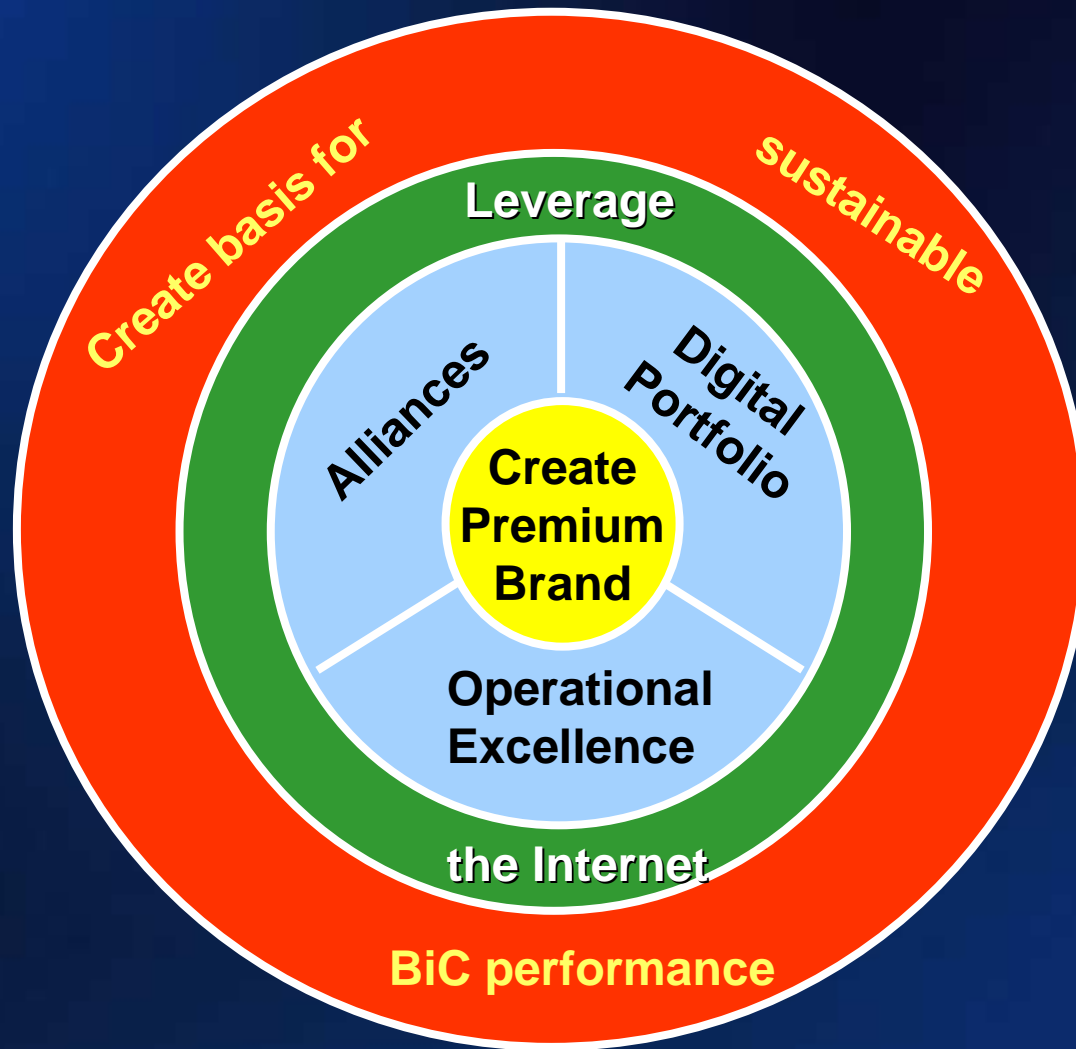 Create basis for
sustainable
Leverage
Alliances
Digital
Portfolio
Create
Premium
Brand
Operational
Excellence
the Internet
BiC performance